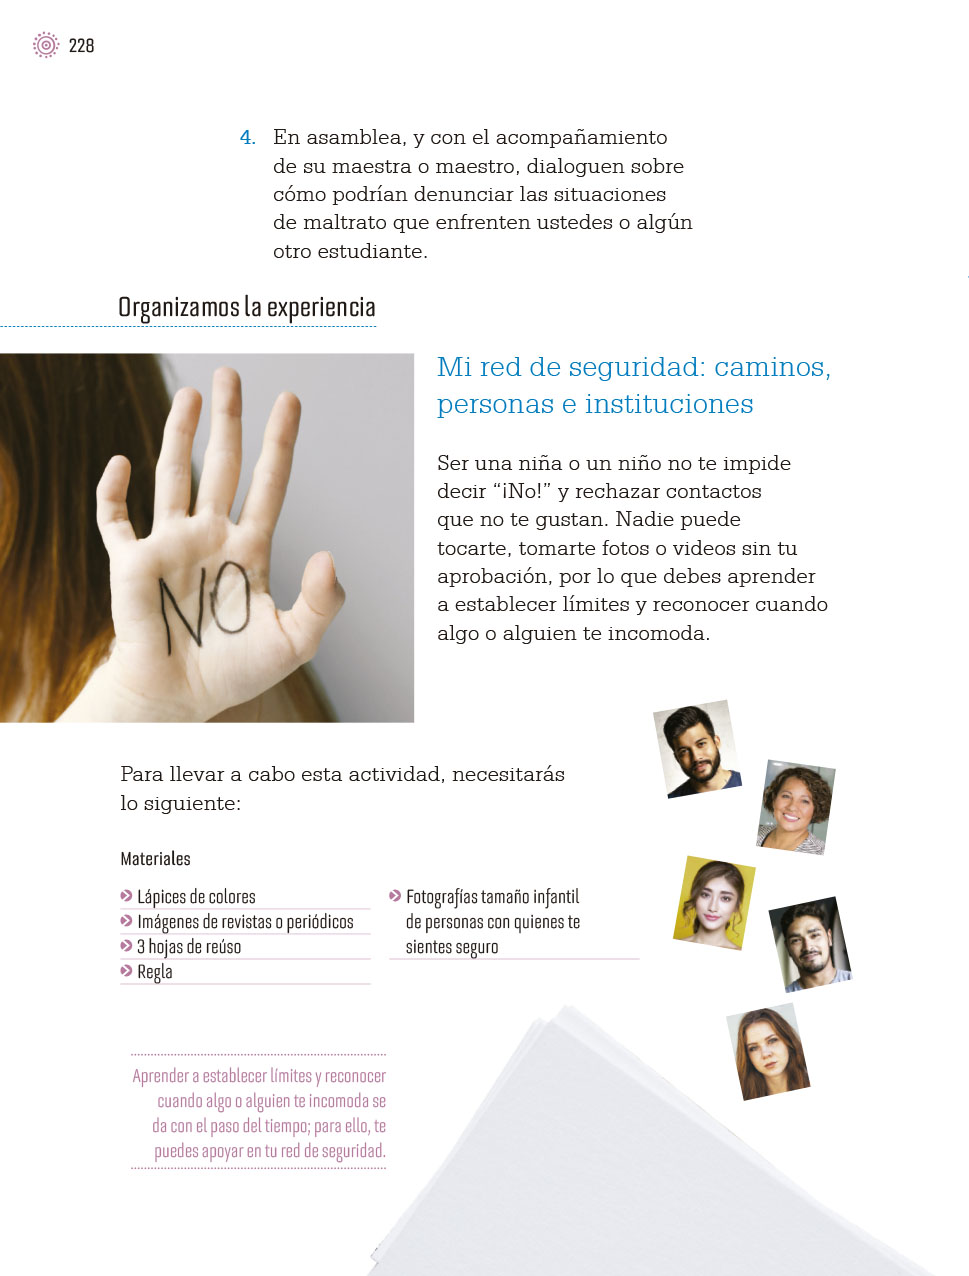 228
4. En asamblea, y con el acompañamiento
de su maestra o maestro, dialoguen sobre
cómo podrían denunciar las situaciones
de maltrato que enfrenten ustedes o algún
otro estudiante.
Organizamos la experiencia
Mi red de seguridad: caminos,
personas e instituciones
Ser una niña o un niño no te impide
decir “¡No!” y rechazar contactos
que no te gustan. Nadie puede
tocarte, tomarte fotos o videos sin tu
aprobación, por lo que debes aprender
a establecer límites y reconocer cuando
algo o alguien te incomoda.
NO
Para llevar a cabo esta actividad, necesitarás
lo siguiente:
Materiales
Lápices de colores
Imágenes de revistas o periódicos
3 hojas de reúso
Regla
Fotografías tamaño infantil
de personas con quienes te
sientes seguro
Aprender a establecer límites y reconocer
cuando algo o alguien te incomoda se
da con el paso del tiempo; para ello, te
puedes apoyar en tu red de seguridad.